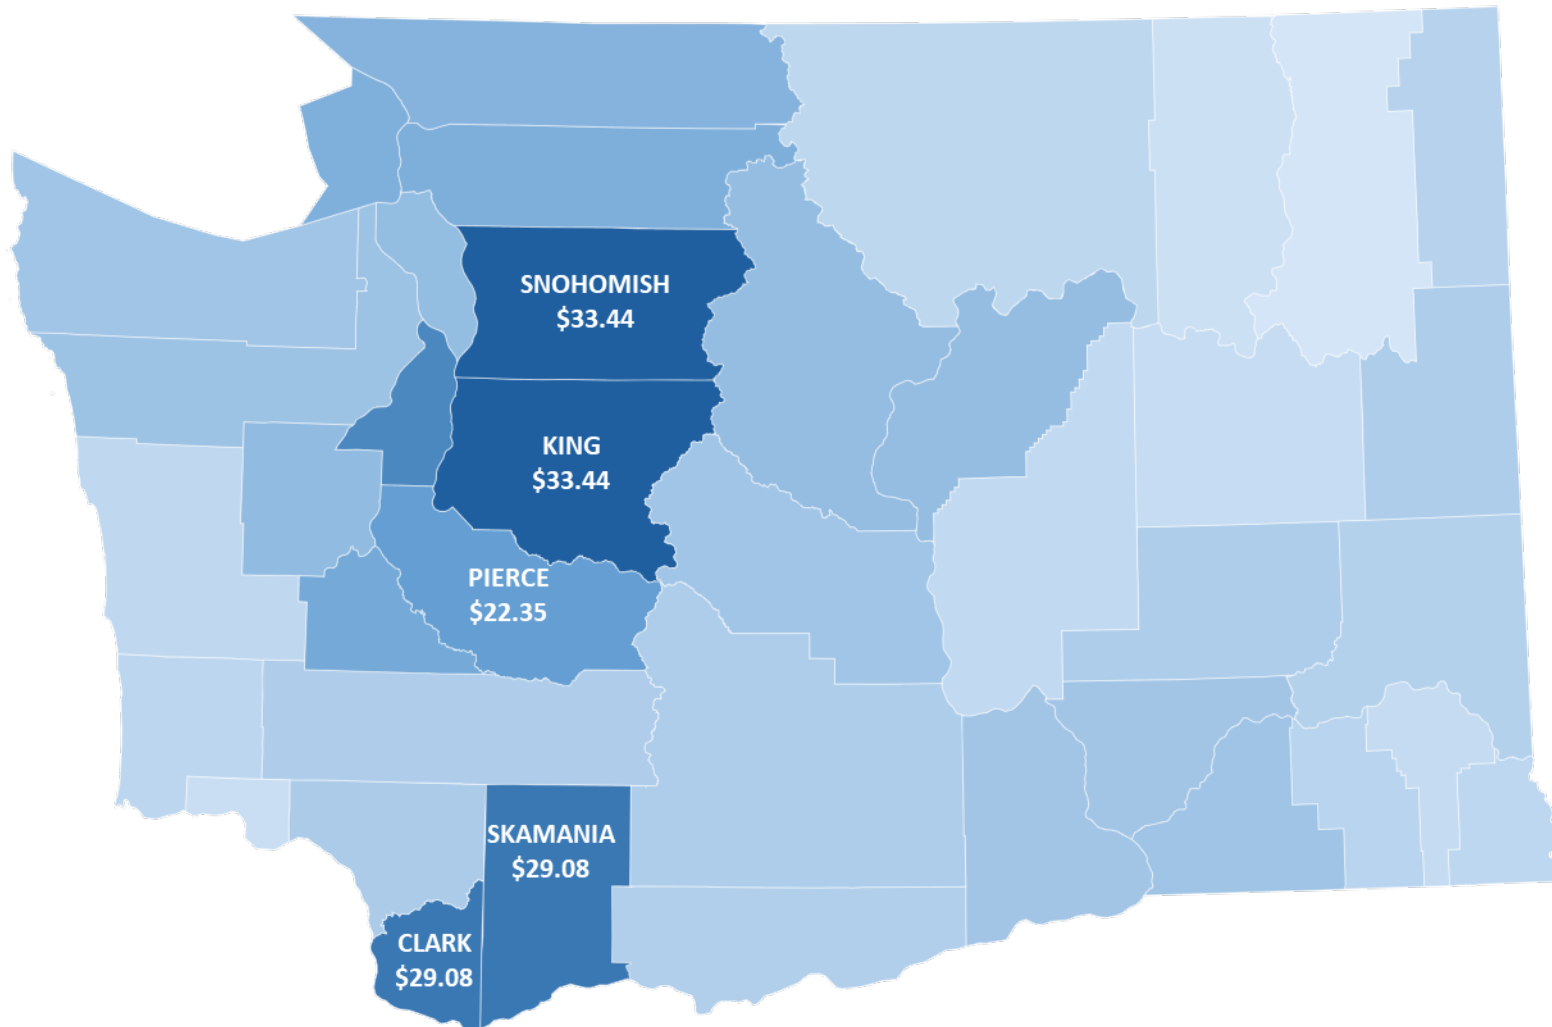 SNOHOMISH
$33.44
KING
$33.44
PIERCE
$22.35
SKAMANIA
$29.08
CLARK
$29.08